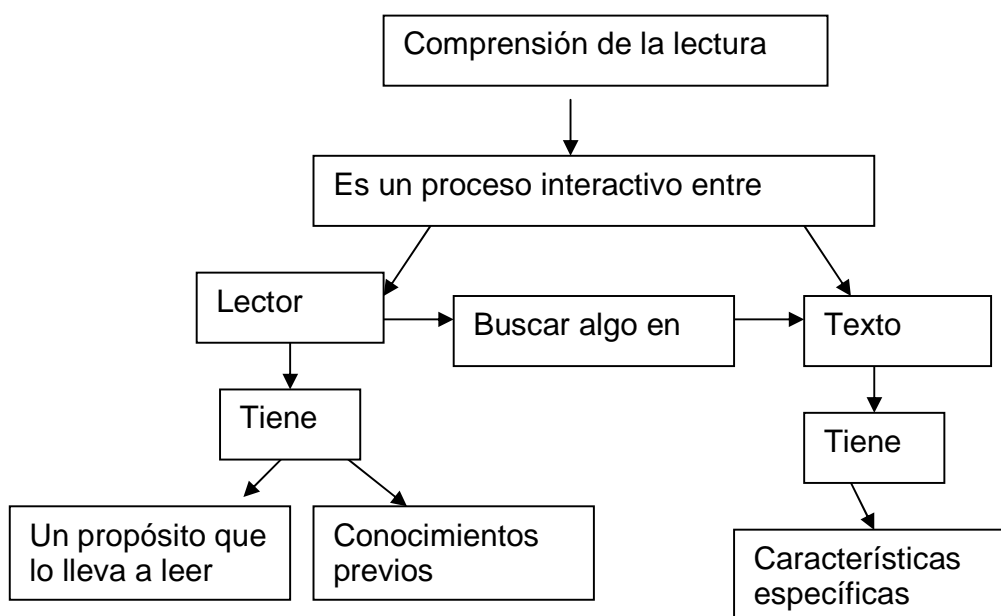 Comprensión de la lectura
Es un proceso interactivo entre
Lector
Buscar algo en
Texto
Tiene
Tiene
Un propósito que
lo lleva a leer
Conocimientos
previos
Características
específicas